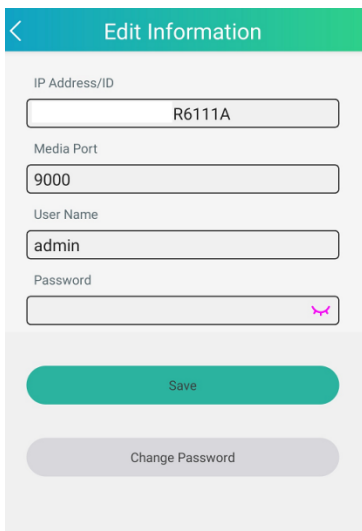 Edit Information
IP Address/ID
R6111A
Media Port
9000
User Name
admin
Password
Save
Change Password